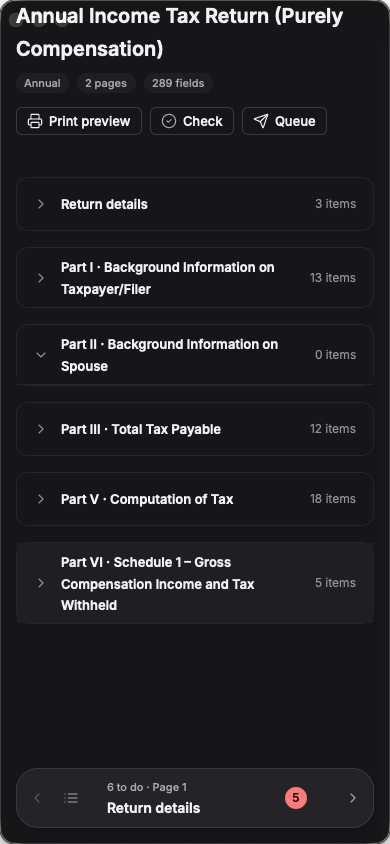 Annual Income Tax Return (Purely
Compensation)
Annual
2 pages
289 fields
Print preview
Check
Queue
Return details
3 items
Part I · Background Information on
Taxpayer/Filer
13 items
Part II · Background Information on
Spouse
0 items
Part III · Total Tax Payable
12 items
Part V · Computation of Tax
18 items
Part VI · Schedule 1 – Gross
Compensation Income and Tax
Withheld
5 items
6 to do · Page 1
Return details
5